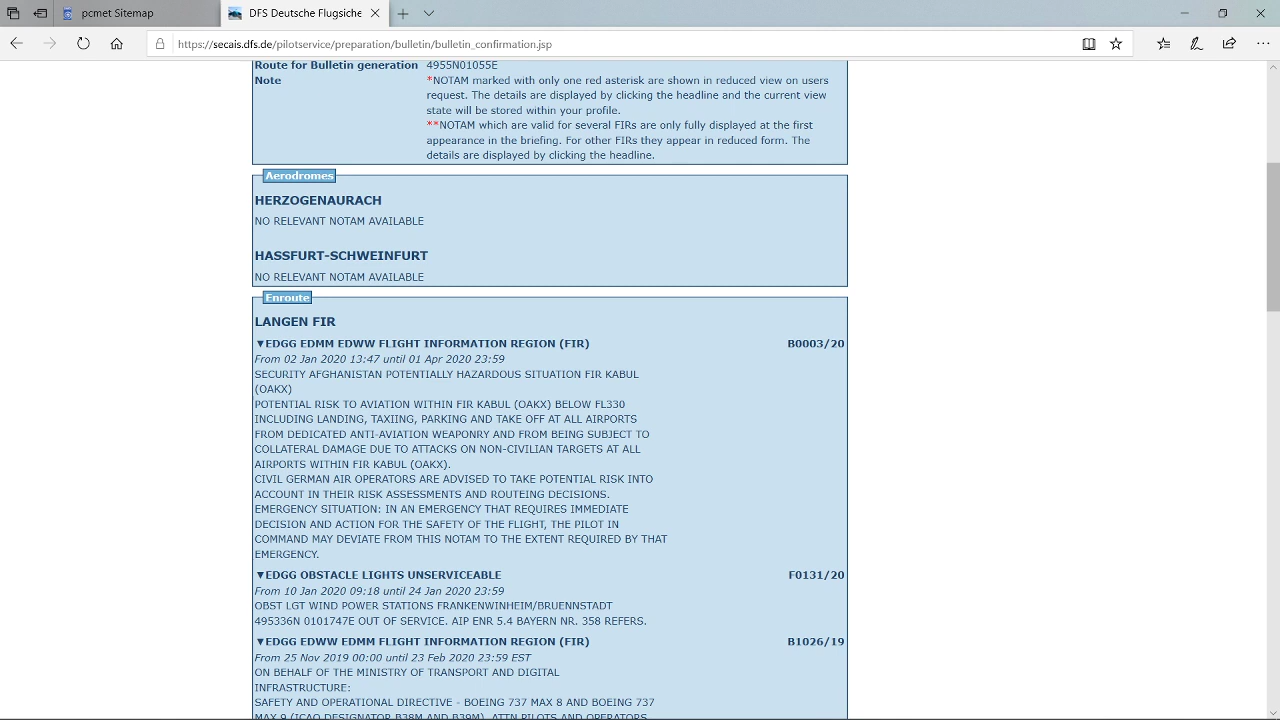 pcmet Sitemap
DFS Deutsche Flugsiche
https://secais.dfs.de/pilotservice/preparation/bulletin/bulletin_confirmation.jsp
Route for Bulletin generation 4955N01055E
Note *NOTAM marked with only one red asterisk are shown in reduced view on users
request. The details are displayed by clicking the headline and the current view
state will be stored within your profile.
**NOTAM which are valid for several FIRs are only fully displayed at the first
appearance in the briefing. For other FIRs they appear in reduced form. The
details are displayed by clicking the headline.
Aerodromes
HERZOGENAURACH
NO RELEVANT NOTAM AVAILABLE
HASSFURT-SCHWEINFURT
NO RELEVANT NOTAM AVAILABLE
Enroute
LANGEN FIR
▼EDGG EDMM EDWW FLIGHT INFORMATION REGION (FIR) B0003/20
From 02 Jan 2020 13:47 until 01 Apr 2020 23:59
SECURITY AFGHANISTAN POTENTIALLY HAZARDOUS SITUATION FIR KABUL
(OAKX)
POTENTIAL RISK TO AVIATION WITHIN FIR KABUL (OAKX) BELOW FL330
INCLUDING LANDING, TAXIING, PARKING AND TAKE OFF AT ALL AIRPORTS
FROM DEDICATED ANTI-AVIATION WEAPONRY AND FROM BEING SUBJECT TO
COLLATERAL DAMAGE DUE TO ATTACKS ON NON-CIVILIAN TARGETS AT ALL
AIRPORTS WITHIN FIR KABUL (OAKX).
CIVIL GERMAN AIR OPERATORS ARE ADVISED TO TAKE POTENTIAL RISK INTO
ACCOUNT IN THEIR RISK ASSESSMENTS AND ROUTEING DECISIONS.
EMERGENCY SITUATION: IN AN EMERGENCY THAT REQUIRES IMMEDIATE
DECISION AND ACTION FOR THE SAFETY OF THE FLIGHT, THE PILOT IN
COMMAND MAY DEVIATE FROM THIS NOTAM TO THE EXTENT REQUIRED BY THAT
EMERGENCY.
▼EDGG OBSTACLE LIGHTS UNSERVICEABLE F0131/20
From 10 Jan 2020 09:18 until 24 Jan 2020 23:59
OBST LGT WIND POWER STATIONS FRANKENWINHEIM/BRUENNSTADT
495336N 0101747E OUT OF SERVICE. AIP ENR 5.4 BAYERN NR. 358 REFERS.
▼EDGG EDWW EDMM FLIGHT INFORMATION REGION (FIR) B1026/19
From 25 Nov 2019 00:00 until 23 Feb 2020 23:59 EST
ON BEHALF OF THE MINISTRY OF TRANSPORT AND DIGITAL
INFRASTRUCTURE:
SAFETY AND OPERATIONAL DIRECTIVE - BOEING 737 MAX 8 AND BOEING 737
MAX 9 (ICAO DESIGNATOR B38M AND B39M). ATTN PILOTS AND OPERATORS